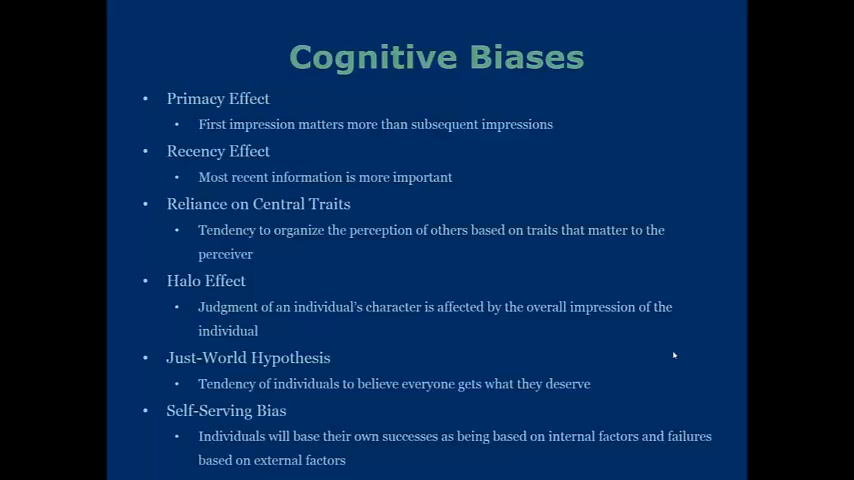 Cognitive Biases
• Primacy Effect
• First impression matters more than subsequent impressions
• Recency Effect
• Most recent information is more important
• Reliance on Central Traits
• Tendency to organize the perception of others based on traits that matter to the
perceiver
• Halo Effect
• Judgment of an individual's character is affected by the overall impression of the
individual
• Just-World Hypothesis
• Tendency of individuals to believe everyone gets what they deserve
• Self-Serving Bias
• Individuals will base their own successes as being based on internal factors and failures
based on external factors